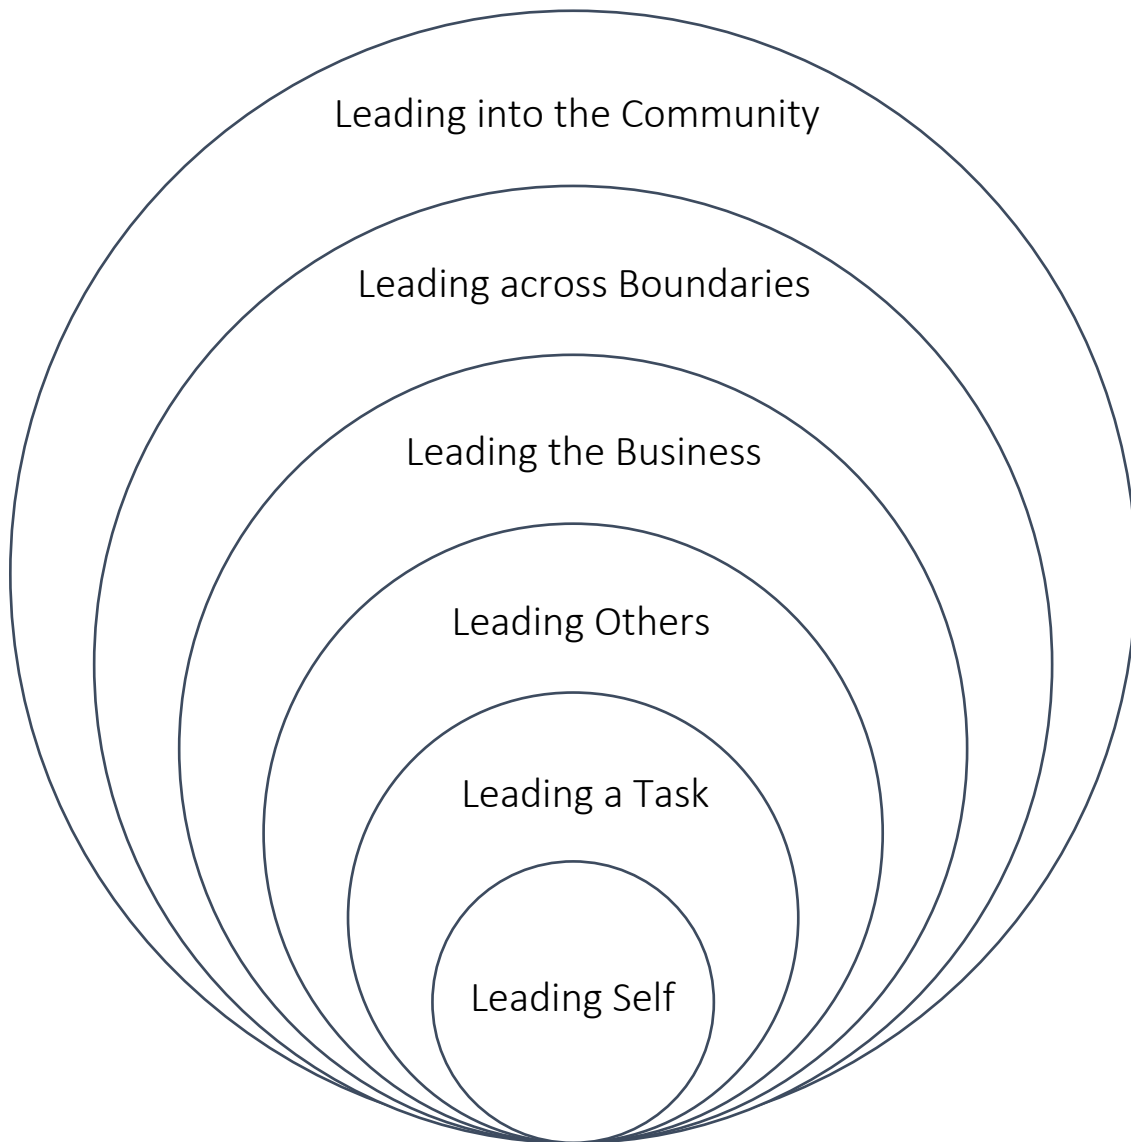 Leading into the Community
Leading across Boundaries
Leading the Business
Leading Others
Leading a Task
Leading Self